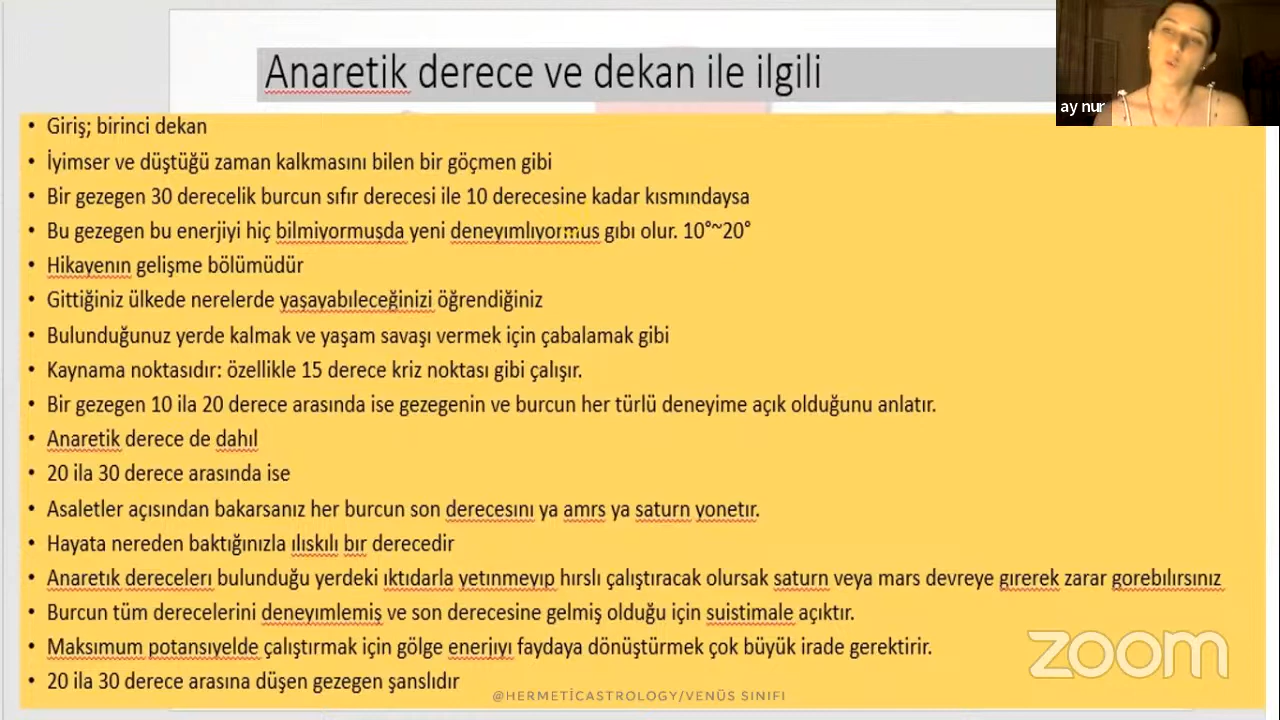 Anaretik derece ve dekan ile ilgili
ay nur
• Giriş; birinci dekan
• İyimser ve düştüğü zaman kalkmasını bilen bir göçmen gibi
• Bir gezegen 30 derecelik burcun sıfır derecesi ile 10 derecesine kadar kısmındaysa
• Bu gezegen bu enerjiyi hiç bilmiyormuşda yeni deneyımlıyormus gıbı olur. 10°~20°
• Hikayenın gelişme bölümüdür
• Gittiğiniz ülkede nerelerde yaşayabıleceğinizi öğrendiğiniz
• Bulunduğunuz yerde kalmak ve yaşam savaşı vermek için çabalamak gibi
• Kaynama noktasıdır: özellikle 15 derece kriz noktası gibi çalışır.
• Bir gezegen 10 ila 20 derece arasında ise gezegenin ve burcun her türlü deneyime açık olduğunu anlatır.
• Anaretik derece de dahıl
• 20 ila 30 derece arasında ise
• Asaletler açısından bakarsanız her burcun son derecesını ya amrs ya saturn yonetır.
• Hayata nereden baktığınızla ılıskılı bır derecedir
• Anaretık derecelerı bulunduğu yerdeki ıktıdarla yetınmeyıp hırslı çalıştıracak olursak saturn veya mars devreye gırerek zarar gorebılırsınız
• Burcun tüm derecelerini deneyımlemiş ve son derecesine gelmiş olduğu için suistimale açıktır.
• Maksımum potansıyelde çalıştırmak için gölge enerjıyı faydaya dönüştürmek çok büyük irade gerektirir.
• 20 ila 30 derece arasına düşen gezegen şanslıdır
@HERMETİCASTROLOGY/VENÜS SINIFI
zoom